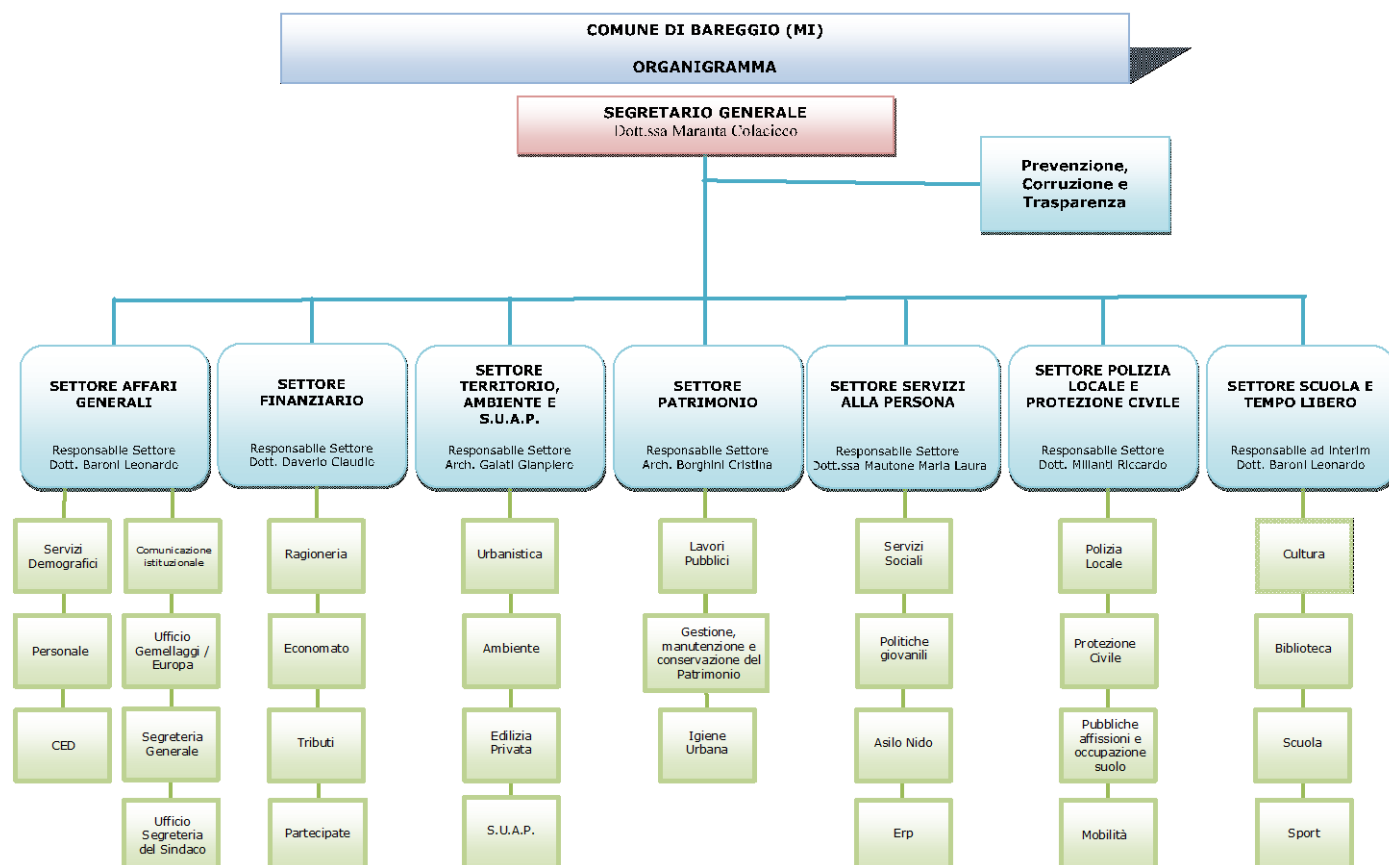 COMUNE DI BAREGGIO (MI)
ORGANIGRAMMA
SEGRETARIO GENERALE
Dott.ssa Maranta Colacicco
Prevenzione,
Corruzione e
Trasparenza
SETTORE AFFARI
GENERALI
Responsabile Settore
Dott. Baroni Leonardo
SETTORE
FINANZIARIO
Responsabile Settore
Dott. Daverio Claudio
SETTORE
TERRITORIO,
AMBIENTE E
S.U.A.P.
Responsabile Settore
Arch. Galati Gianpiero
SETTORE
PATRIMONIO
Responsabile Settore
Arch. Borghini Cristina
SETTORE SERVIZI
ALLA PERSONA
Responsabile Settore
Dott.ssa Mautone Maria Laura
SETTORE POLIZIA
LOCALE E
PROTEZIONE CIVILE
Responsabile Settore
Dott. Milianti Riccardo
SETTORE SCUOLA E
TEMPO LIBERO
Responsabile ad interim
Dott. Baroni Leonardo
Servizi
Demografici
Personale
CED
Comunicazione
istituzionale
Ufficio
Gemellaggi /
Europa
Segreteria
Generale
Ufficio
Segreteria
del Sindaco
Ragioneria
Economato
Tributi
Partecipate
Urbanistica
Ambiente
Edilizia
Privata
S.U.A.P.
Lavori
Pubblici
Gestione,
manutenzione e
conservazione del
Patrimonio
Igiene
Urbana
Servizi
Sociali
Politiche
giovanili
Asilo Nido
Erp
Polizia
Locale
Protezione
Civile
Pubbliche
affissioni e
occupazione
suolo
Mobilità
Cultura
Biblioteca
Scuola
Sport